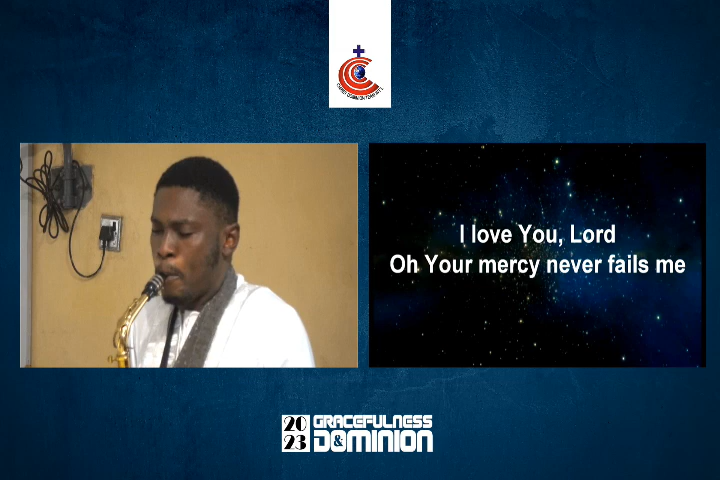 I love You, Lord
Oh Your mercy never fails me
20
23
GRACEFULNESS
& DOMINION